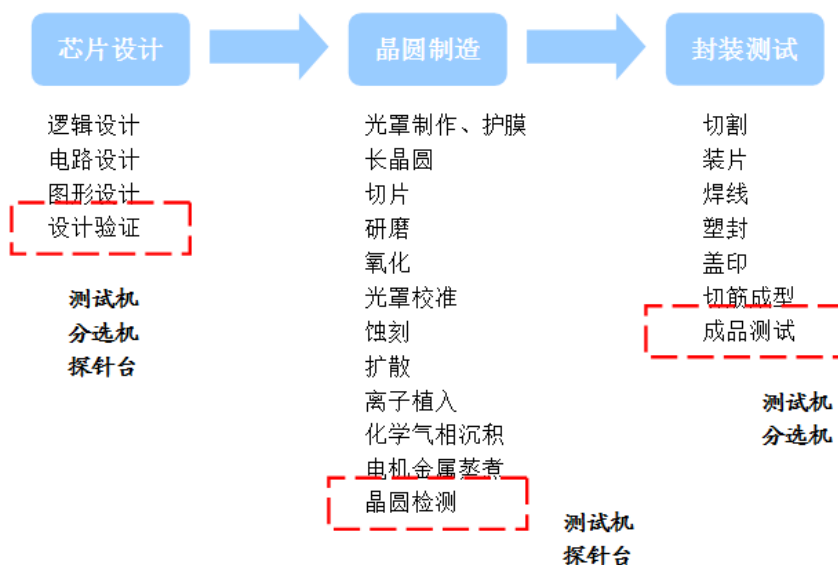 芯片设计
晶圆制造
封装测试
逻辑设计
电路设计
图形设计
设计验证
测试机
分选机
探针台
光罩制作、护膜
长晶圆
切片
研磨
氧化
光罩校准
蚀刻
扩散
离子植入
化学气相沉积
电机金属蒸煮
晶圆检测
测试机
探针台
切割
装片
焊线
塑封
盖印
切筋成型
成品测试
测试机
分选机